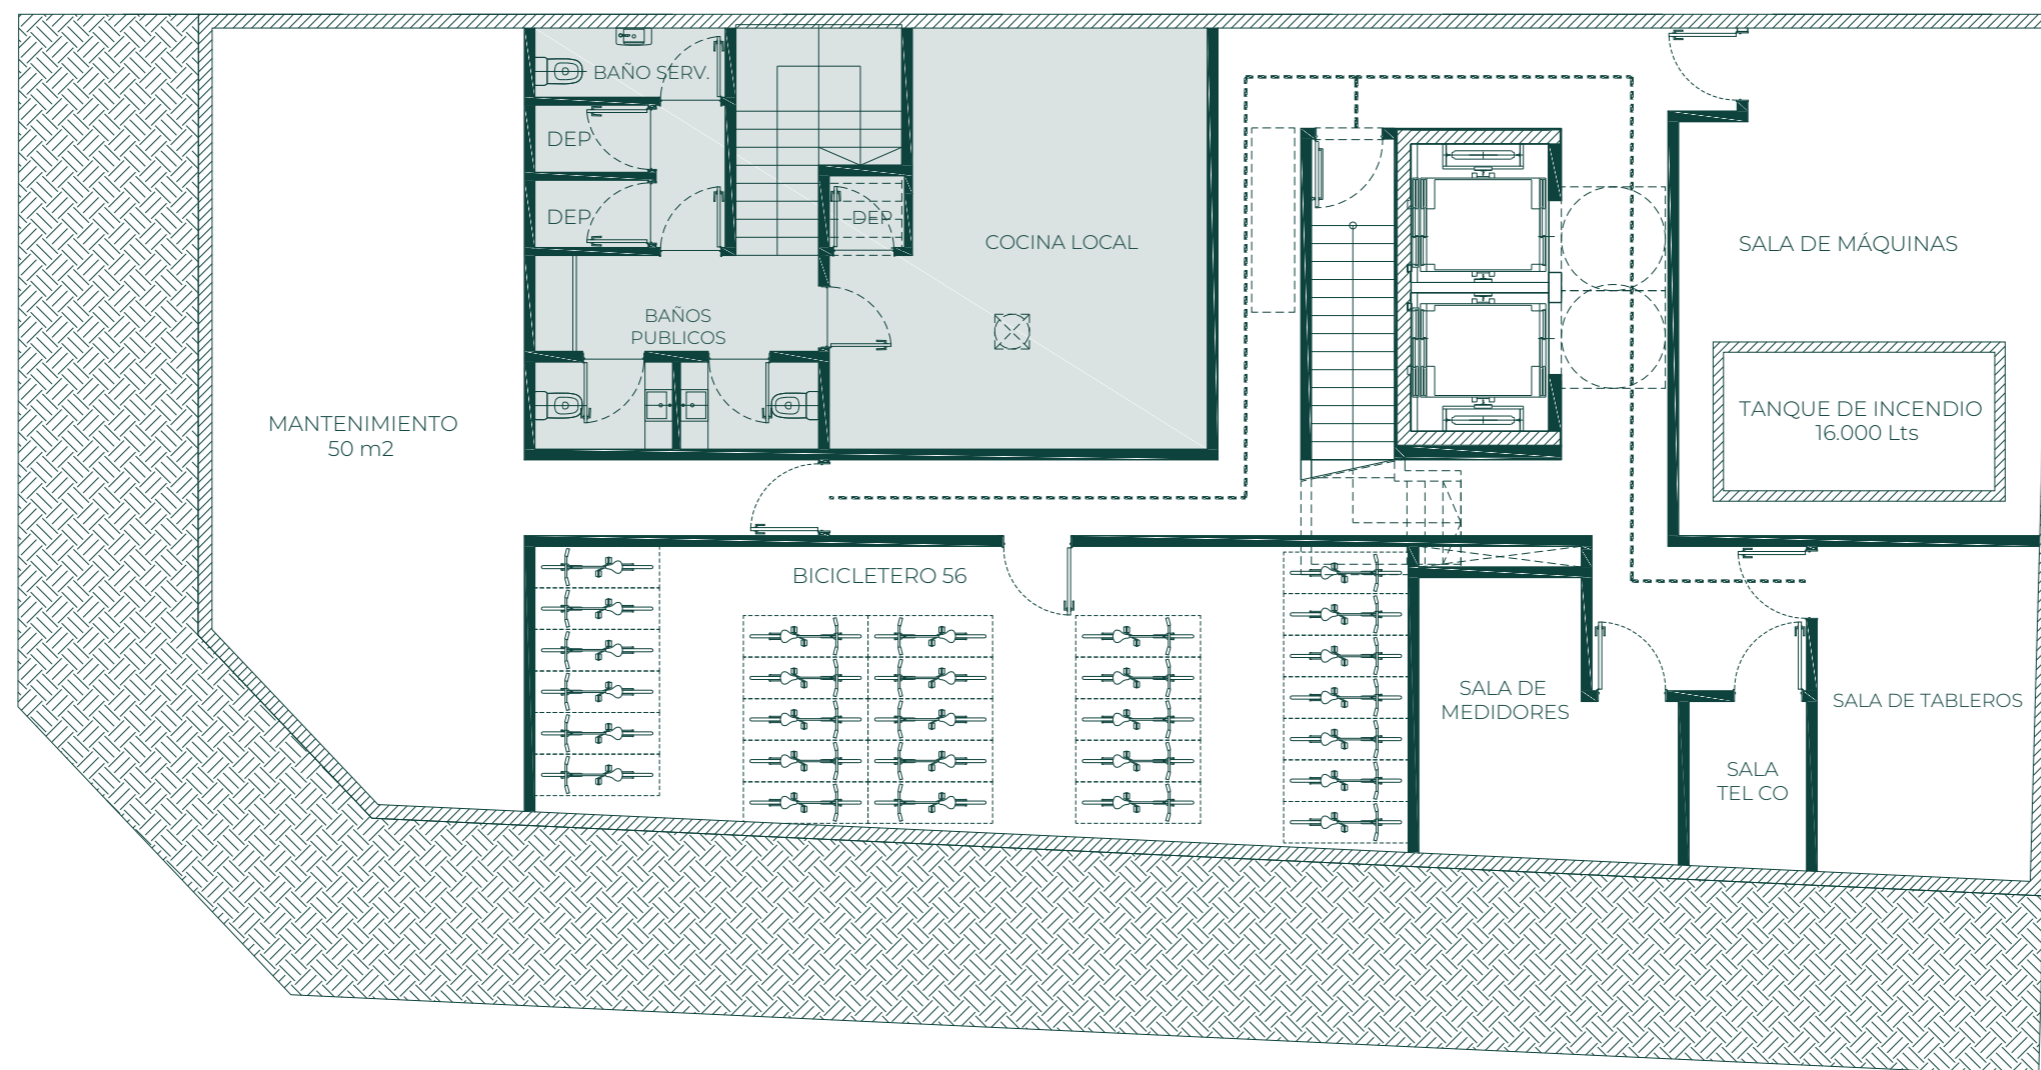 BAÑO SERV.
DEP
DEP
DEP
COCINA LOCAL
SALA DE MÁQUINAS
BAÑOS
PUBLICOS
MANTENIMIENTO
50 m2
TANQUE DE INCENDIO
16.000 Lts
BICICLETERO 56
SALA DE
MEDIDORES
SALA DE TABLEROS
SALA
TEL CO